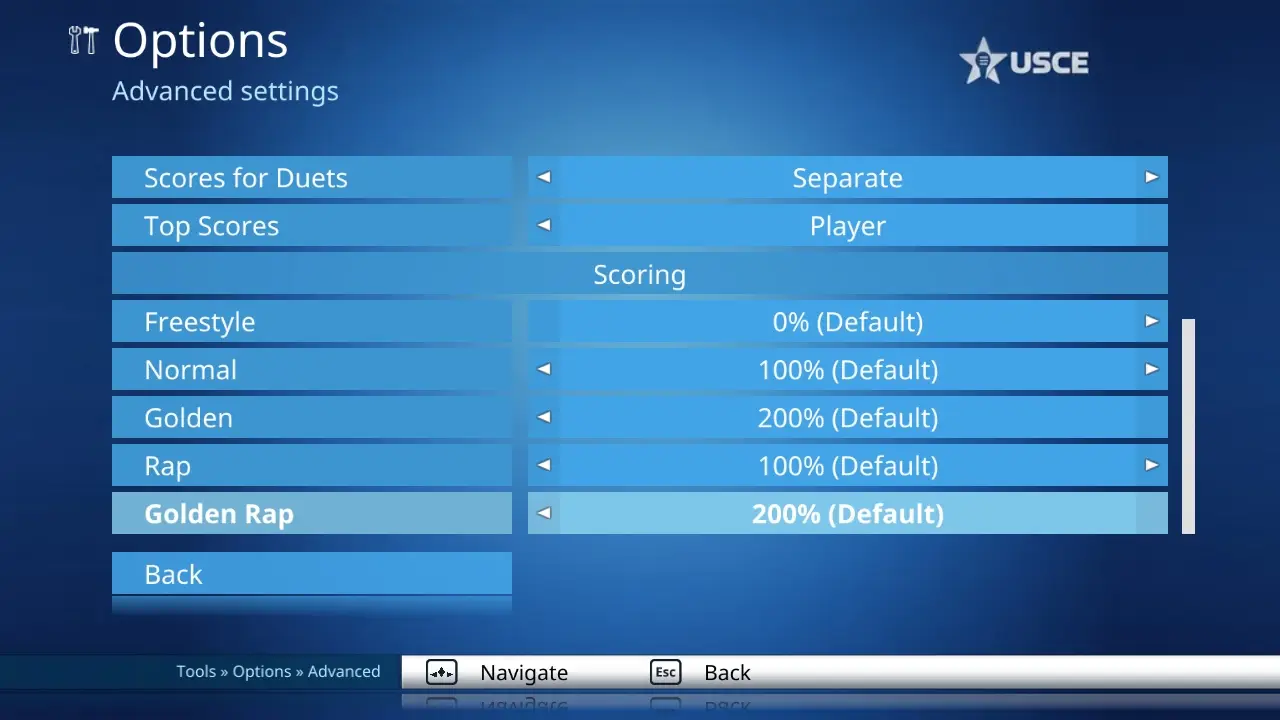 Options
Advanced settings
USCE
Scores for Duets
Separate
Top Scores
Player
Scoring
Freestyle
0% (Default)
Normal
100% (Default)
Golden
200% (Default)
Rap
100% (Default)
Golden Rap
200% (Default)
Back
Tools » Options » Advanced
Navigate
Esc
Back